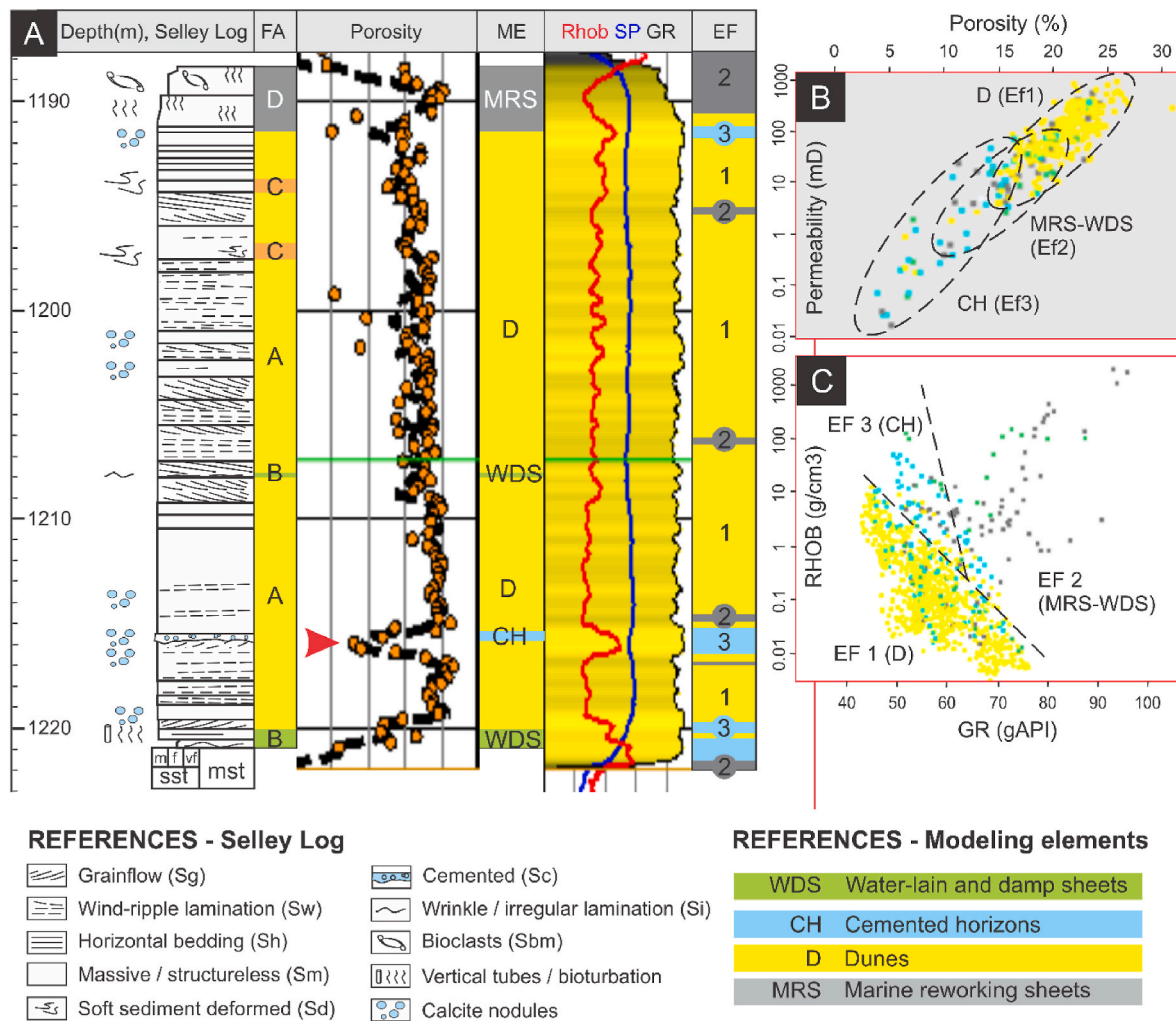 A
Depth(m), Selley Log
FA
Porosity
ME
Rhob SP GR
EF
1190
1200
1210
1220
D
C
C
A
B
A
B
m f vf
sst mst
MRS
D
WDS
D
CH
WDS
2
3
1
2
1
2
1
2
3
1
3
2
Porosity (%)
0 5 10 15 20 25 30
B
Permeability (mD)
1000
100
10
1
0.1
0.01
D (Ef1)
MRS-WDS
(Ef2)
CH (Ef3)
C
RHOB (g/cm3)
1000
100
10
1
0.1
0.01
EF 3 (CH)
EF 2
(MRS-WDS)
EF 1 (D)
40 50 60 70 80 90 100
GR (gAPI)
REFERENCES - Selley Log
Grainflow (Sg)
Wind-ripple lamination (Sw)
Horizontal bedding (Sh)
Massive / structureless (Sm)
Soft sediment deformed (Sd)
Cemented (Sc)
Wrinkle / irregular lamination (Si)
Bioclasts (Sbm)
Vertical tubes / bioturbation
Calcite nodules
REFERENCES - Modeling elements
WDS Water-lain and damp sheets
CH Cemented horizons
D Dunes
MRS Marine reworking sheets